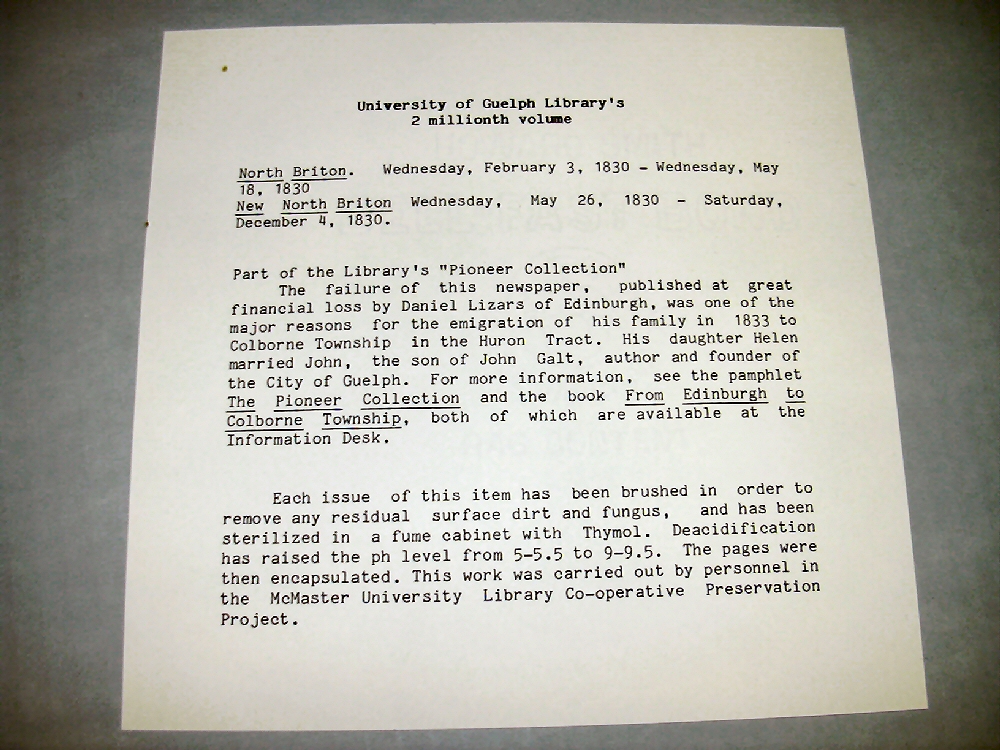 University of Guelph Library's
2 millionth volume
North Briton. Wednesday, February 3, 1830 - Wednesday, May
18, 1830
New North Briton Wednesday, May 26, 1830 - Saturday,
December 4, 1830.
Part of the Library's "Pioneer Collection"
The failure of this newspaper, published at great
financial loss by Daniel Lizars of Edinburgh, was one of the
major reasons for the emigration of his family in 1833 to
Colborne Township in the Huron Tract. His daughter Helen
married John, the son of John Galt, author and founder of
the City of Guelph. For more information, see the pamphlet
The Pioneer Collection and the book From Edinburgh to
Colborne Township, both of which are available at the
Information Desk.
Each issue of this item has been brushed in order to
remove any residual surface dirt and fungus, and has been
sterilized in a fume cabinet with Thymol. Deacidification
has raised the ph level from 5-5.5 to 9-9.5. The pages were
then encapsulated. This work was carried out by personnel in
the McMaster University Library Co-operative Preservation
Project.